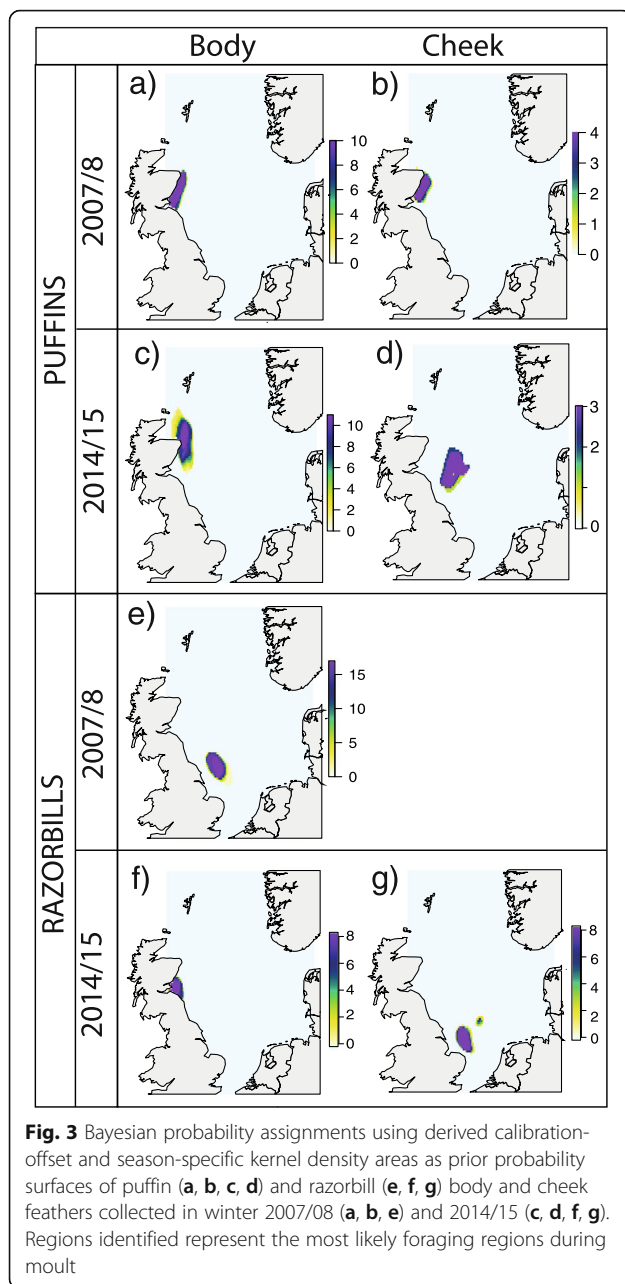 Body Cheek
PUFFINS
2007/8
a)
10
8
6
4
2
0
b)
4
3
2
1
0
2014/15
c)
10
8
6
4
2
0
d)
3
2
1
0
RAZORBILLS
2007/8
e)
15
10
5
0
2014/15
f)
8
6
4
2
0
g)
8
6
4
2
0
Fig. 3 Bayesian probability assignments using derived calibration-
offset and season-specific kernel density areas as prior probability
surfaces of puffin (a, b, c, d) and razorbill (e, f, g) body and cheek
feathers collected in winter 2007/08 (a, b, e) and 2014/15 (c, d, f, g).
Regions identified represent the most likely foraging regions during
moult